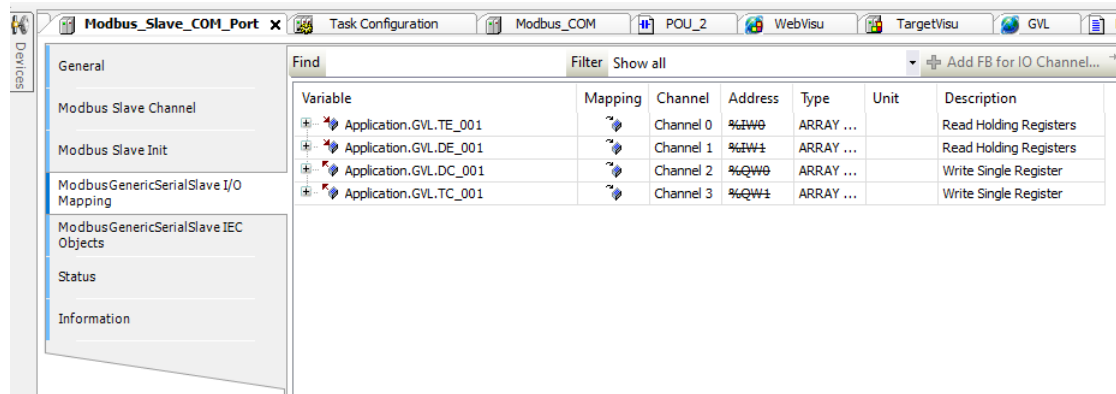 Modbus_Slave_COM_Port Task Configuration Modbus_COM POU_2 WebVisu TargetVisu GVL
Devices
General
Modbus Slave Channel
Modbus Slave Init
ModbusGenericSerialSlave I/O
Mapping
ModbusGenericSerialSlave IEC
Objects
Status
Information
Find Filter Show all Add FB for IO Channel...
Variable Mapping Channel Address Type Unit Description
Application.GVL.TE_001 Channel 0 %IW0 ARRAY ... Read Holding Registers
Application.GVL.DE_001 Channel 1 %IW1 ARRAY ... Read Holding Registers
Application.GVL.DC_001 Channel 2 %QW0 ARRAY ... Write Single Register
Application.GVL.TC_001 Channel 3 %QW1 ARRAY ... Write Single Register